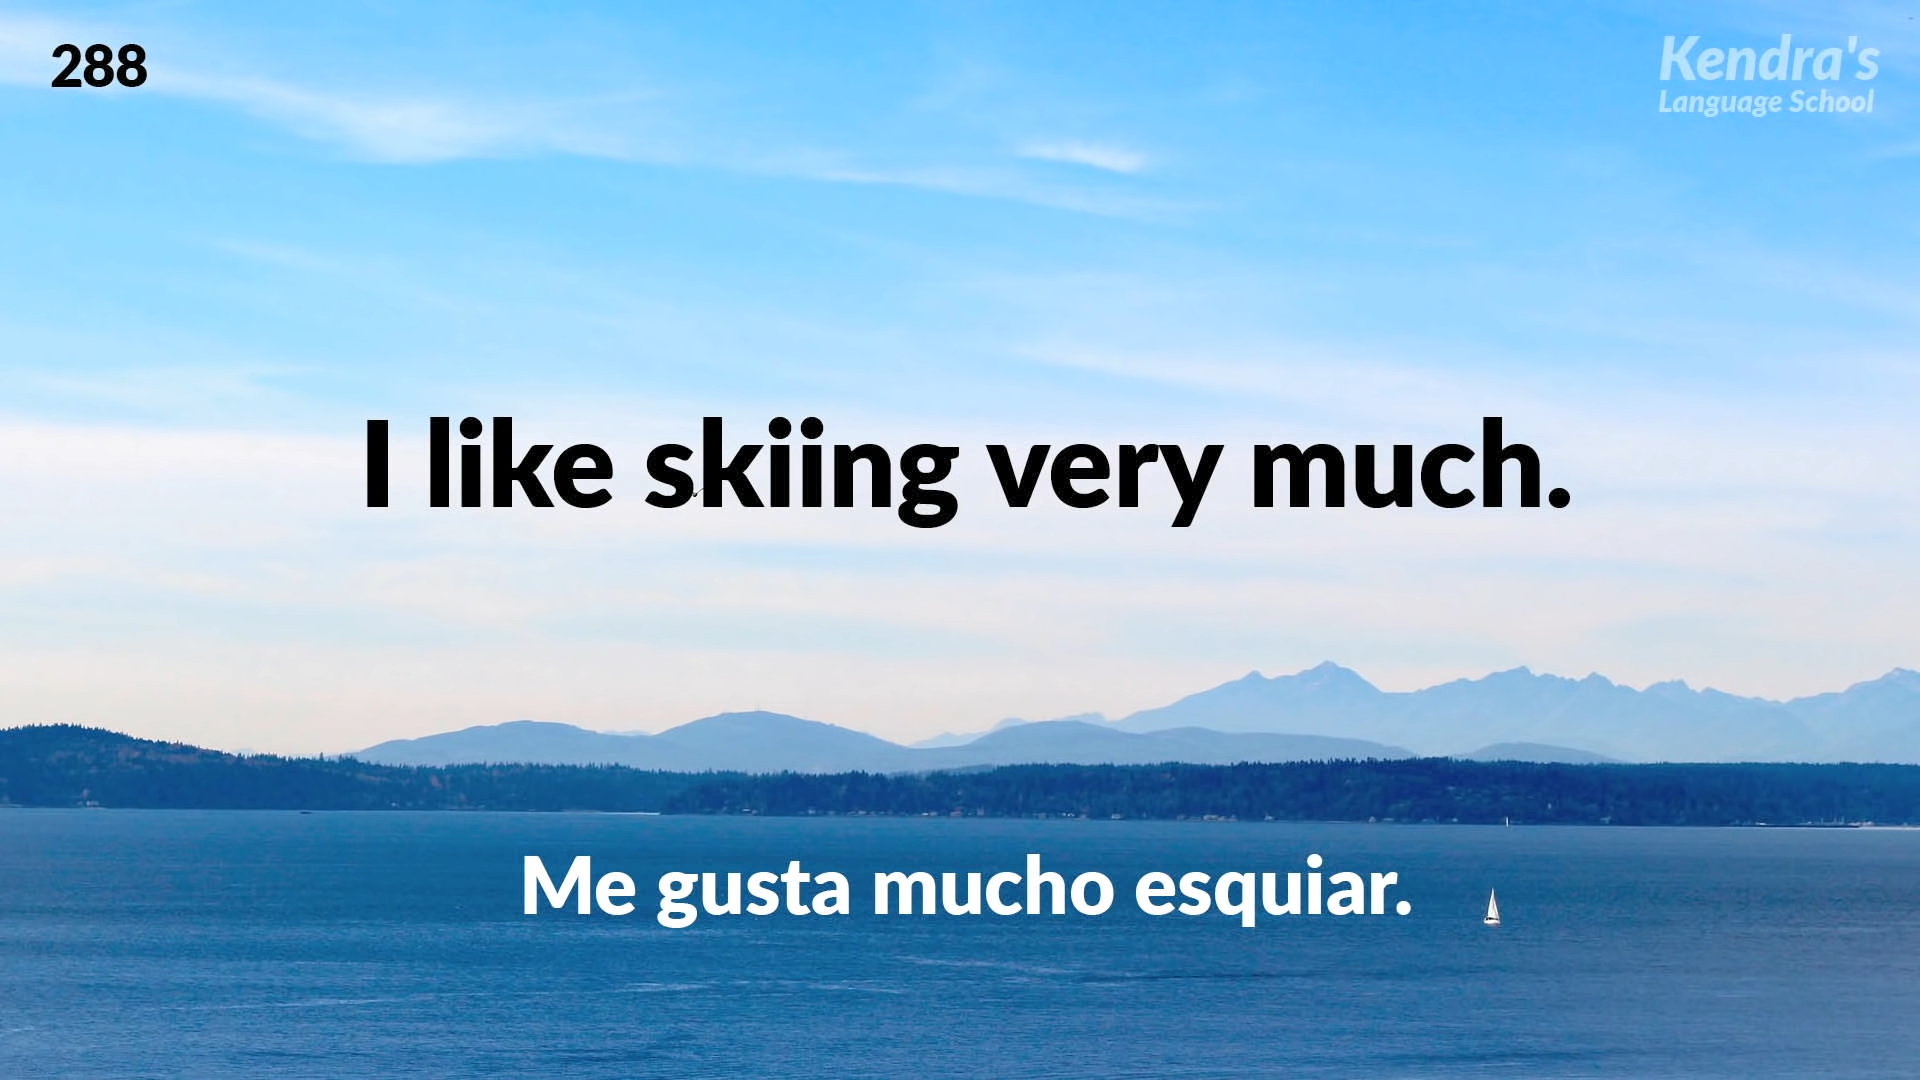 288
Kendra's
Language School
I like skiing very much.
Me gusta mucho esquiar.